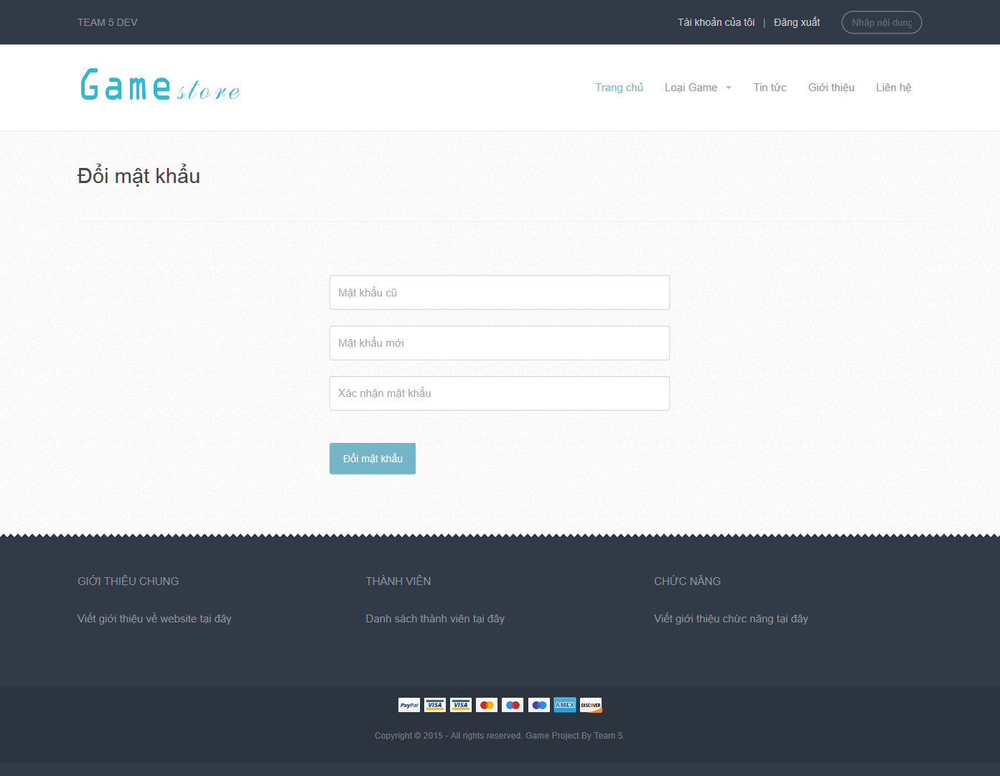 TEAM 5 DEV
Tài khoản của tôi | Đăng xuất
Nhập nội dung
Game store
Trang chủ
Loại Game
Tin tức
Giới thiệu
Liên hệ
Đổi mật khẩu
Mật khẩu cũ
Mật khẩu mới
Xác nhận mật khẩu
Đổi mật khẩu
GIỚI THIỆU CHUNG
Viết giới thiệu về website tại đây
THÀNH VIÊN
Danh sách thành viên tại đây
CHỨC NĂNG
Viết giới thiệu chức năng tại đây
PayPal VISA VISA AMEX DISCOVER
Copyright © 2015 - All rights reserved. Game Project By Team 5.